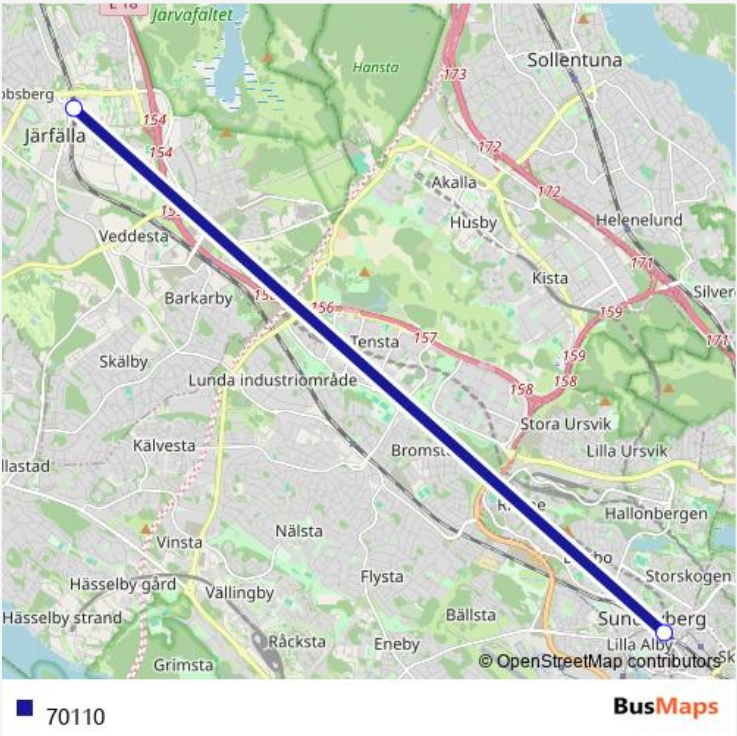 E 18
Järvafältet
Sollentuna
Hansta
173
obsberg
154
Järfälla
154
172
Akalla
172
Husby
Helenelund
Veddesta
171
Kista
Silver
Barkarby
156
159
157
171
Tensta
159
Skälby
Lunda industriområde
158
158
Stora Ursvik
Kälvesta
Lilla Ursvik
llastad
Hallonbergen
Nälsta
Vinsta
Flysta
Storskogen
Hässelby gård
Vällingby
Hässelby strand
Bällsta
Råcksta
Eneby
Lilla Alby
Grimsta
© OpenStreetMap contributors
70110
BusMaps